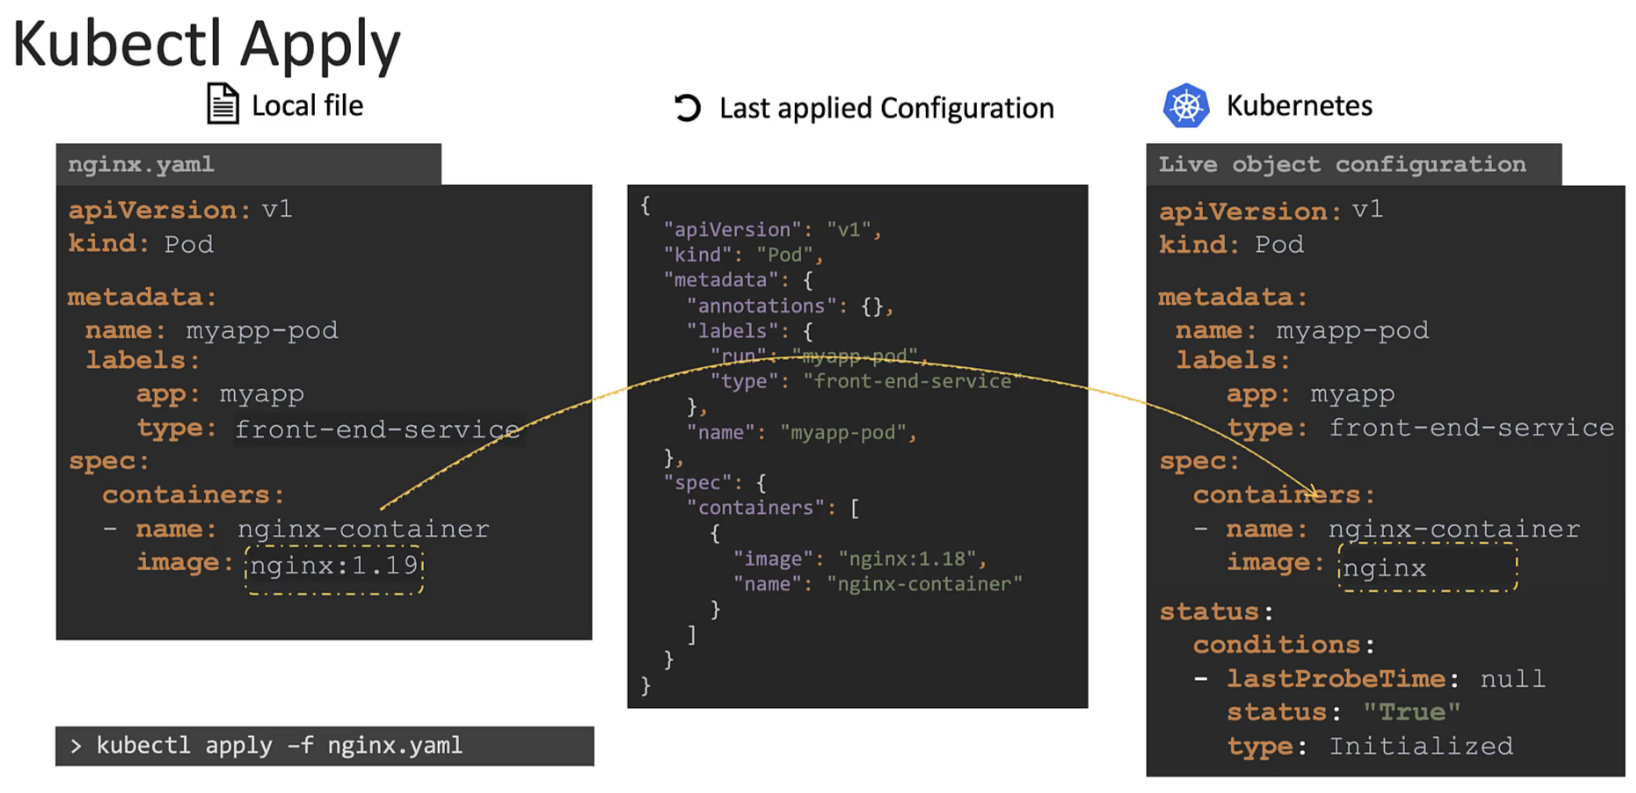 Kubectl Apply
Local file
nginx.yaml
apiVersion: v1
kind: Pod
metadata:
name: myapp-pod
labels:
app: myapp
type: front-end-service
spec:
containers:
- name: nginx-container
image: nginx:1.19
> kubectl apply –f nginx.yaml
Last applied Configuration
{
"apiVersion": "v1",
"kind": "Pod",
"metadata": {
"annotations": {},
"labels": {
"run": "myapp-pod",
"type": "front-end-service"
},
"name": "myapp-pod",
},
"spec": {
"containers": [
{
"image": "nginx:1.18",
"name": "nginx-container"
}
]
}
}
Kubernetes
Live object configuration
apiVersion: v1
kind: Pod
metadata:
name: myapp-pod
labels:
app: myapp
type: front-end-service
spec:
containers:
- name: nginx-container
image: nginx
status:
conditions:
- lastProbeTime: null
status: "True"
type: Initialized